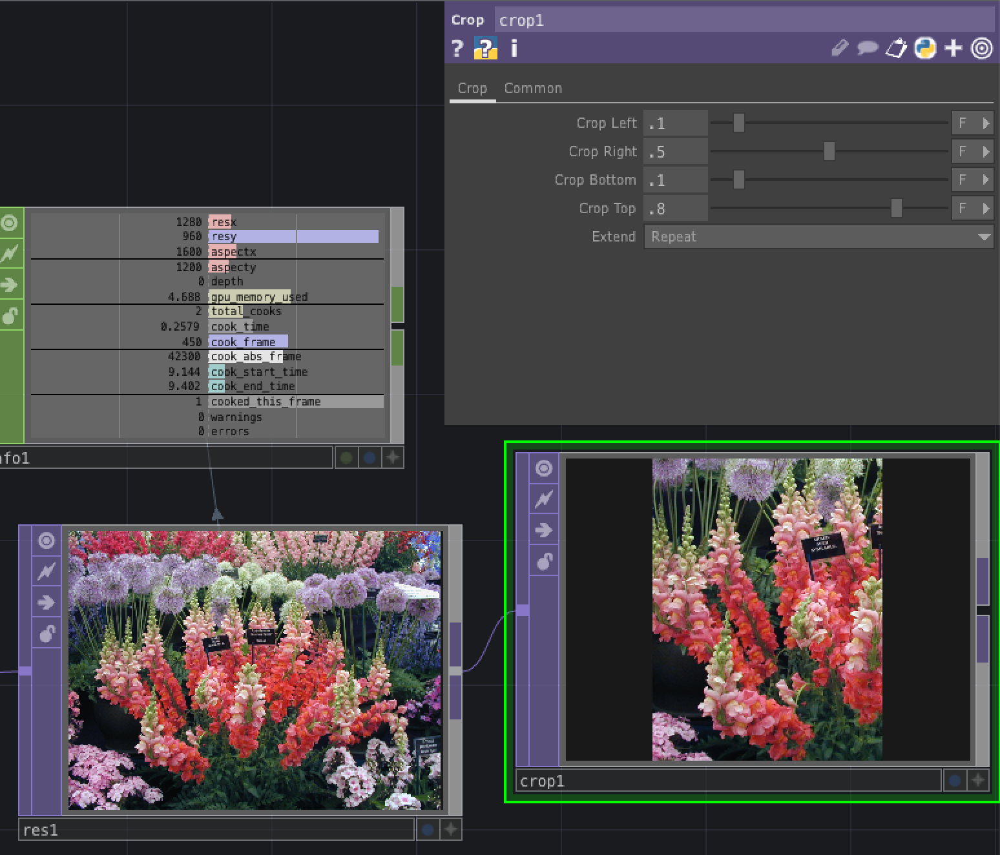 Crop crop1
? ? i
Crop Common
Crop Left .1 F
Crop Right .5 F
Crop Bottom .1 F
Crop Top .8 F
Extend Repeat
1280 resx
960 resy
1600 aspectx
1200 aspecty
0 depth
4.688 gpu_memory_used
2 total_cooks
0.2579 cook_time
450 cook_frame
42300 cook_abs_frame
9.144 cook_start_time
9.402 cook_end_time
1 cooked_this_frame
0 warnings
0 errors
nfo1
res1
crop1